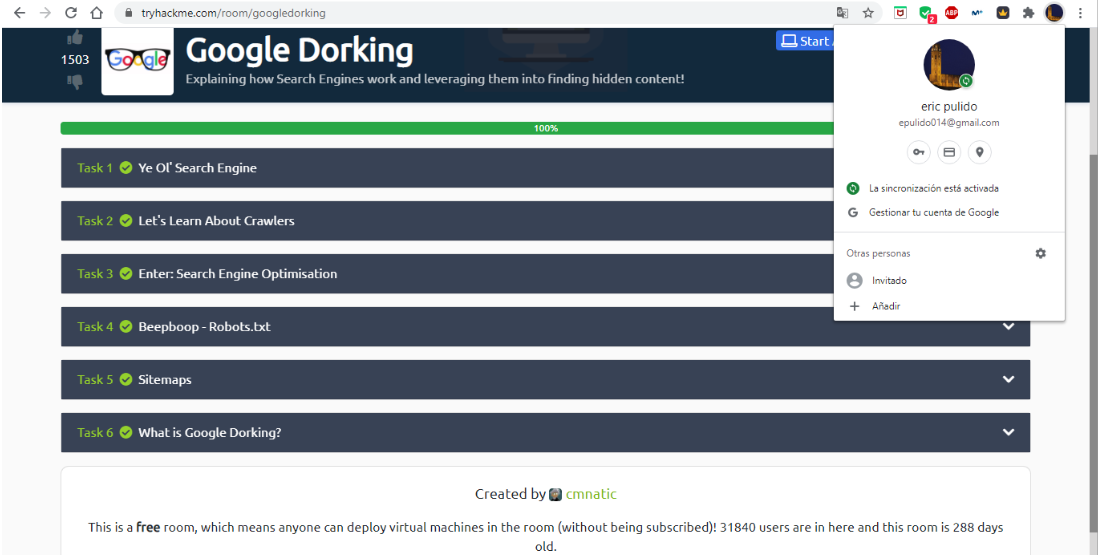 tryhackme.com/room/googledorking
2
ABP
M+
1503
Google
Google Dorking
Start
Explaining how Search Engines work and leveraging them into finding hidden content!
eric pulido
epulido014@gmail.com
La sincronización está activada
G Gestionar tu cuenta de Google
Otras personas
Invitado
+ Añadir
100%
Task 1 Ye Ol' Search Engine
Task 2 Let's Learn About Crawlers
Task 3 Enter: Search Engine Optimisation
Task 4 Beepboop - Robots.txt
Task 5 Sitemaps
Task 6 What is Google Dorking?
Created by cmnatic
This is a free room, which means anyone can deploy virtual machines in the room (without being subscribed)! 31840 users are in here and this room is 288 days
old.